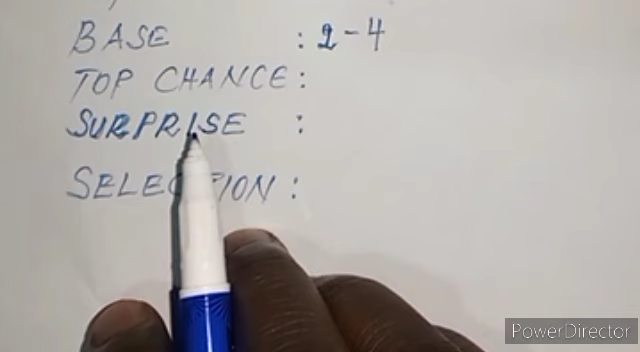 BASE : 2-4
TOP CHANCE :
SURPRISE :
SELECTION :
PowerDirector